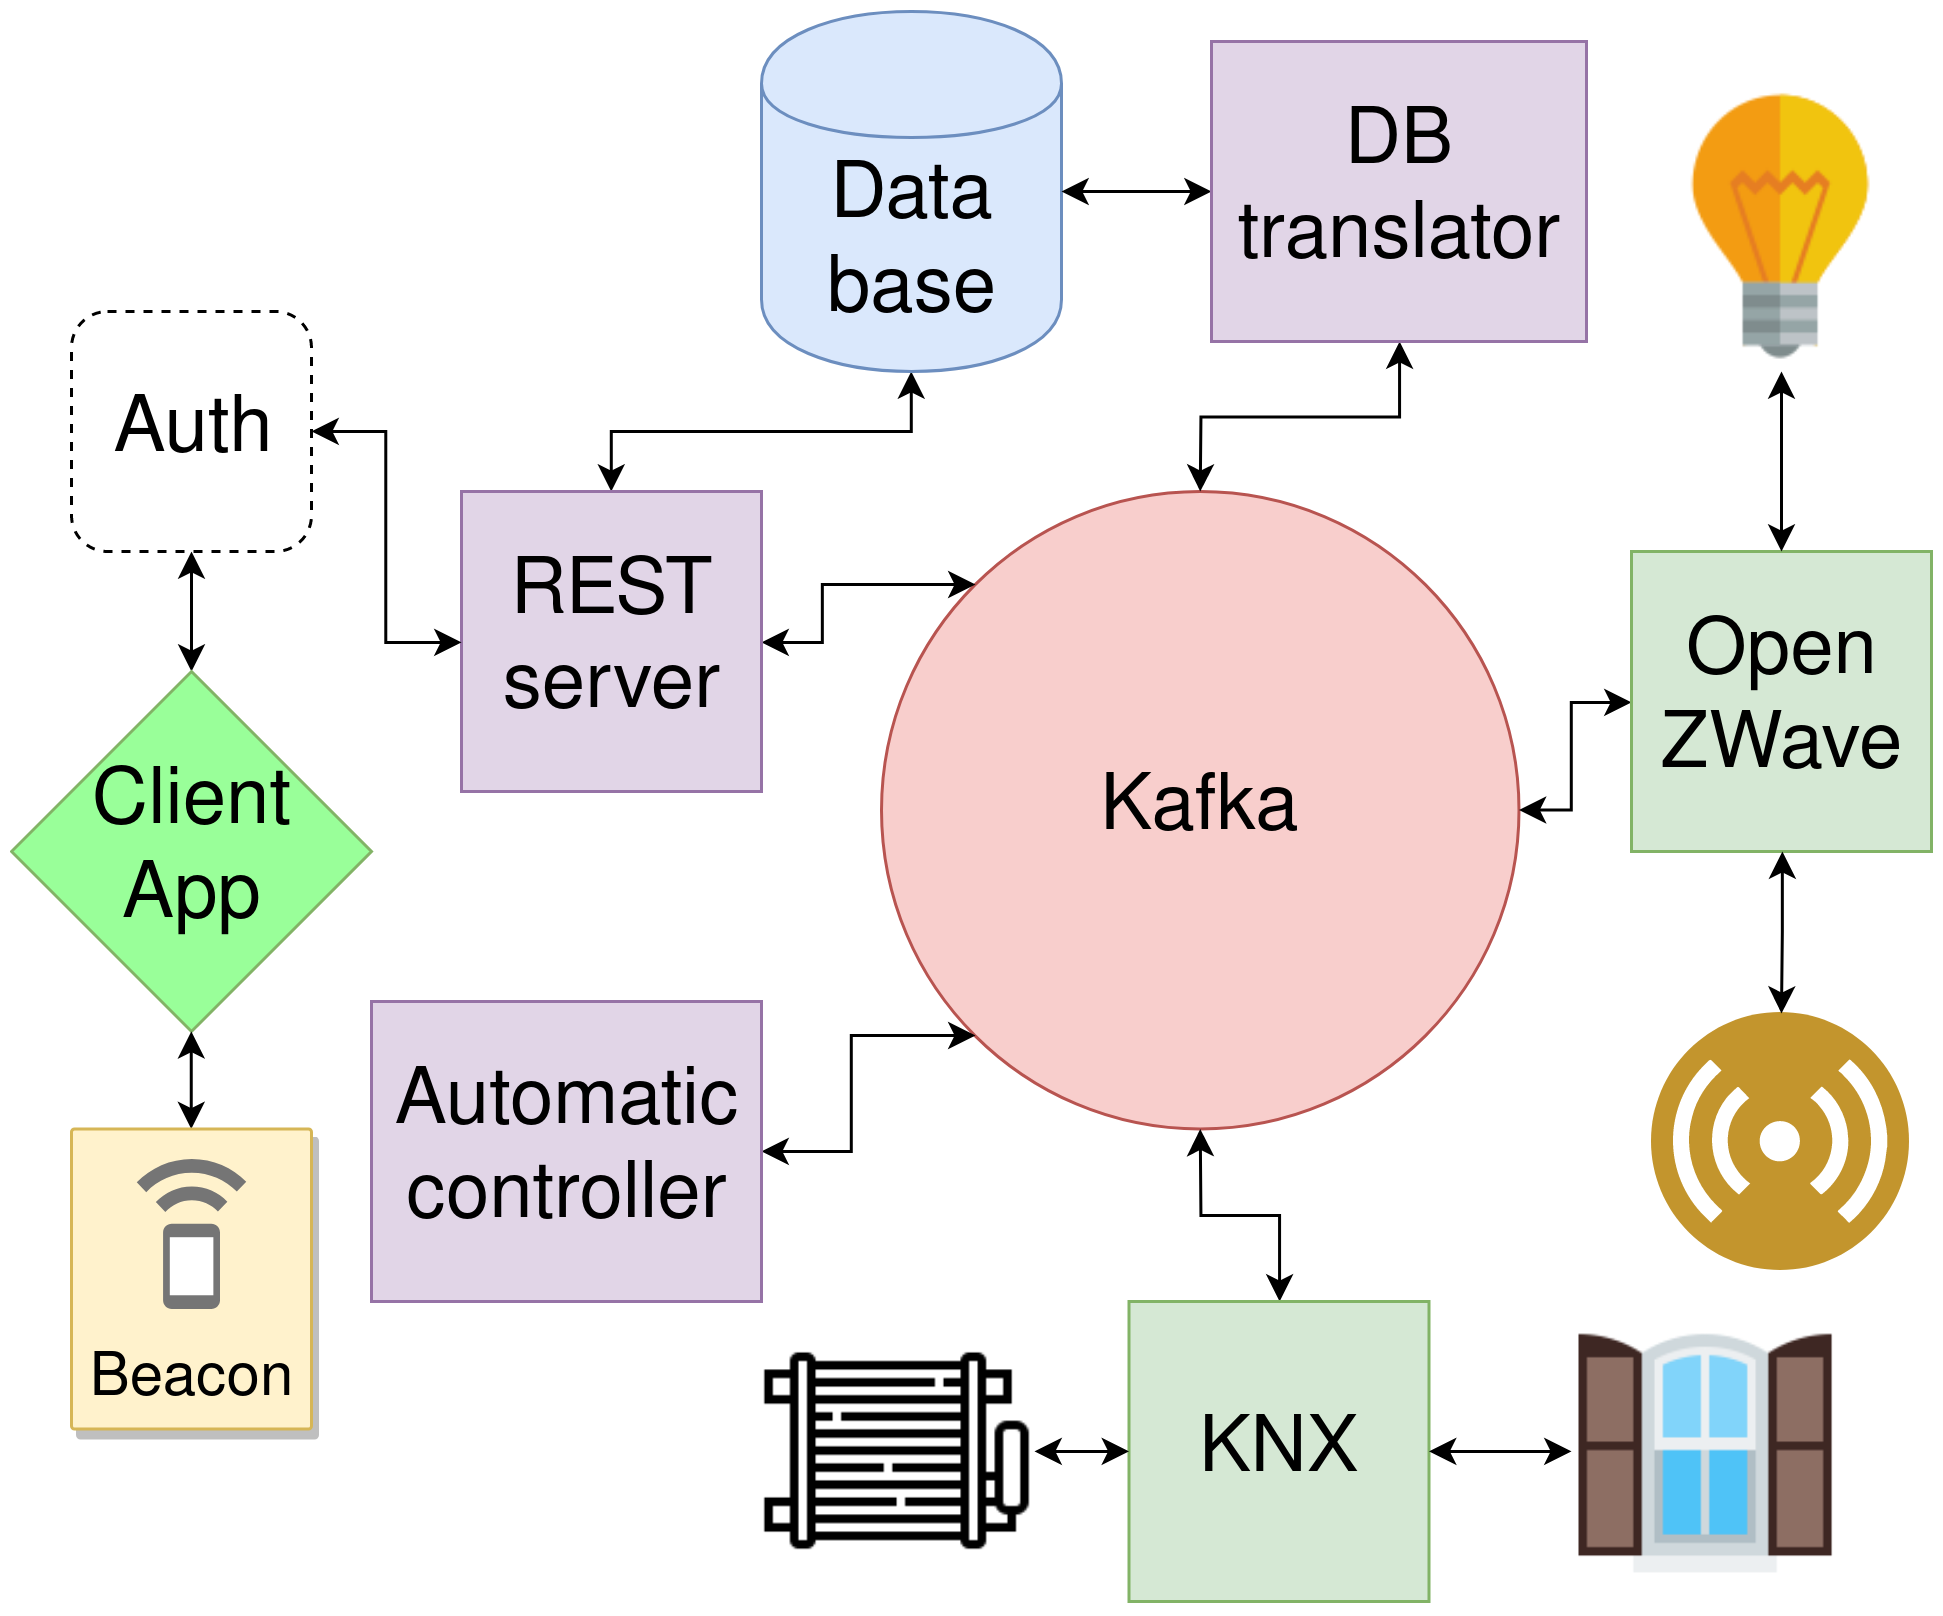 Data
base
DB
translator
Auth
REST
server
Open
ZWave
Client
App
Kafka
Automatic
controller
Beacon
KNX